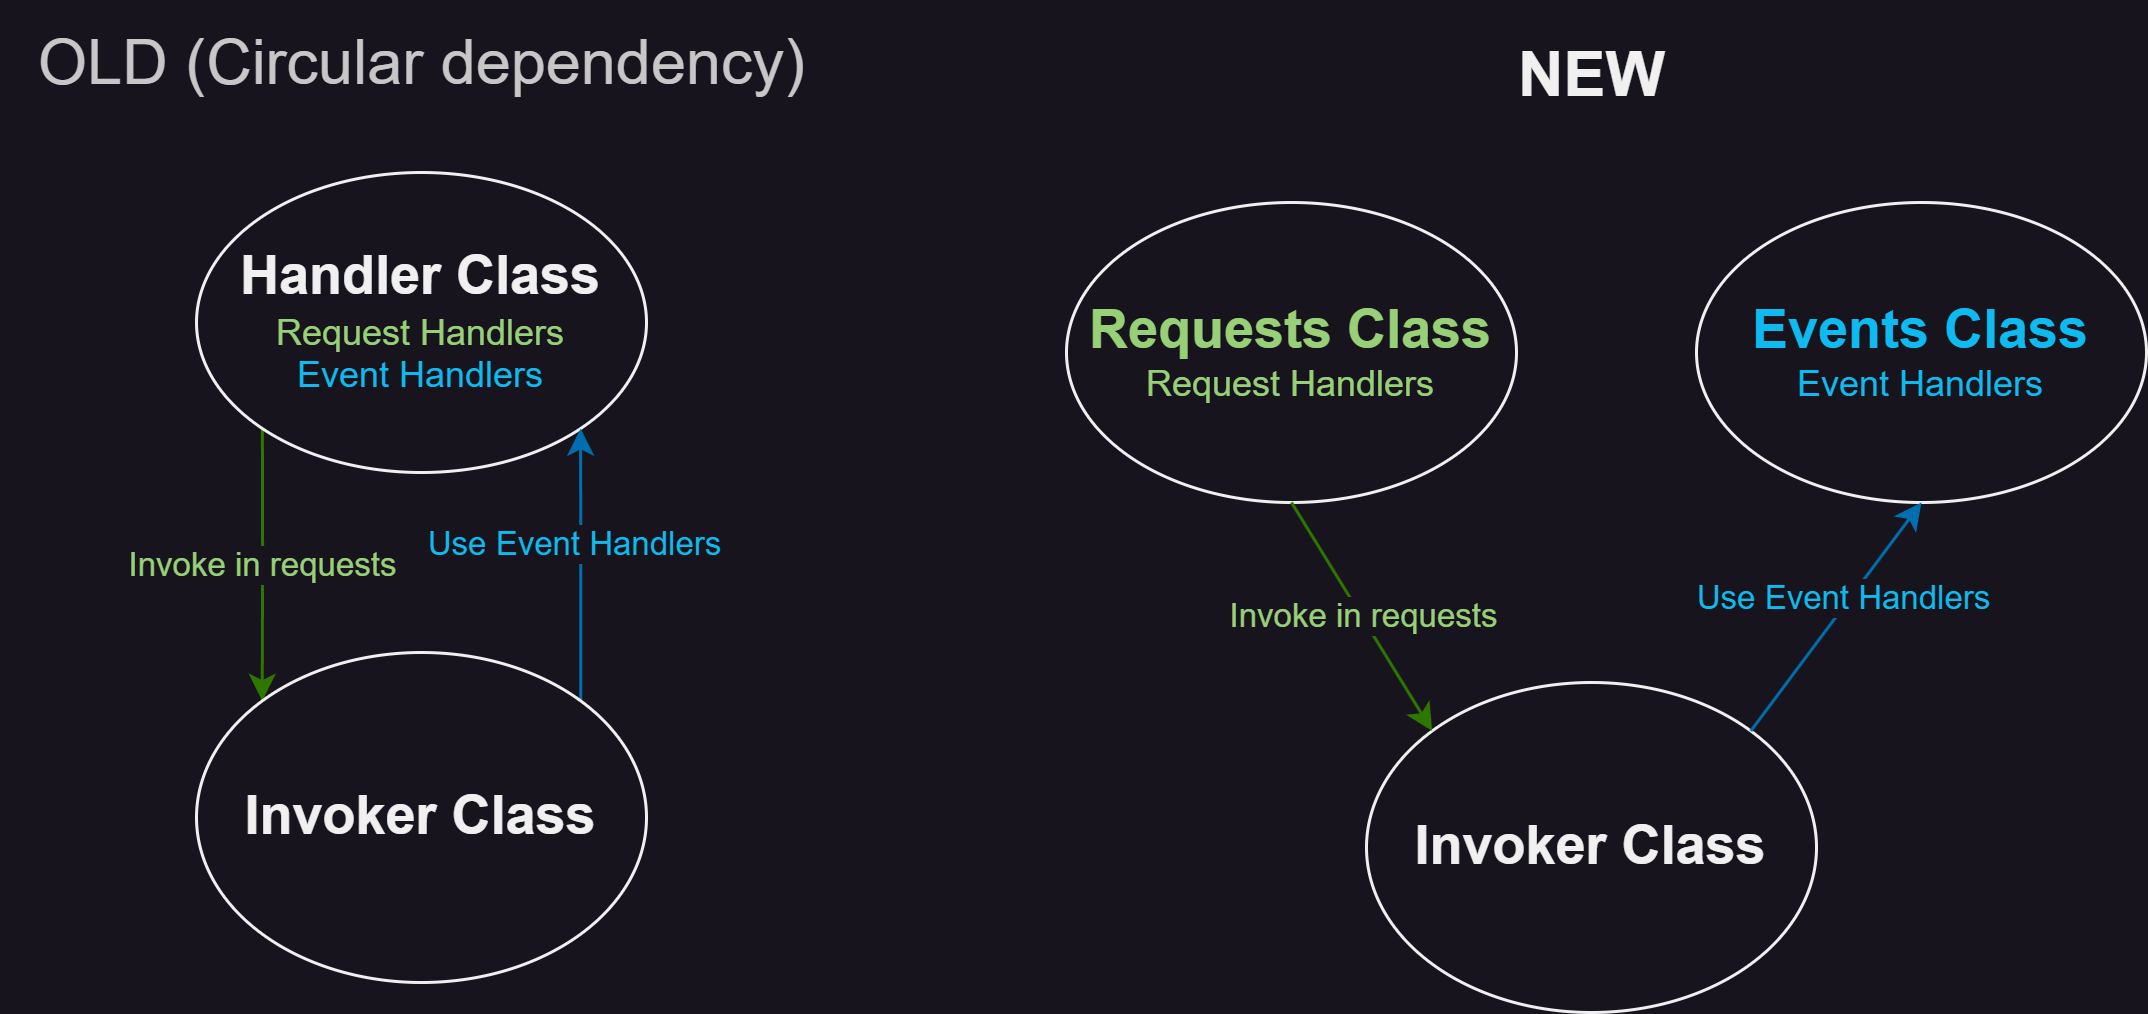 OLD (Circular dependency)
Handler Class
Request Handlers
Event Handlers
Invoke in requests
Use Event Handlers
Invoker Class
NEW
Requests Class
Request Handlers
Events Class
Event Handlers
Invoke in requests
Use Event Handlers
Invoker Class